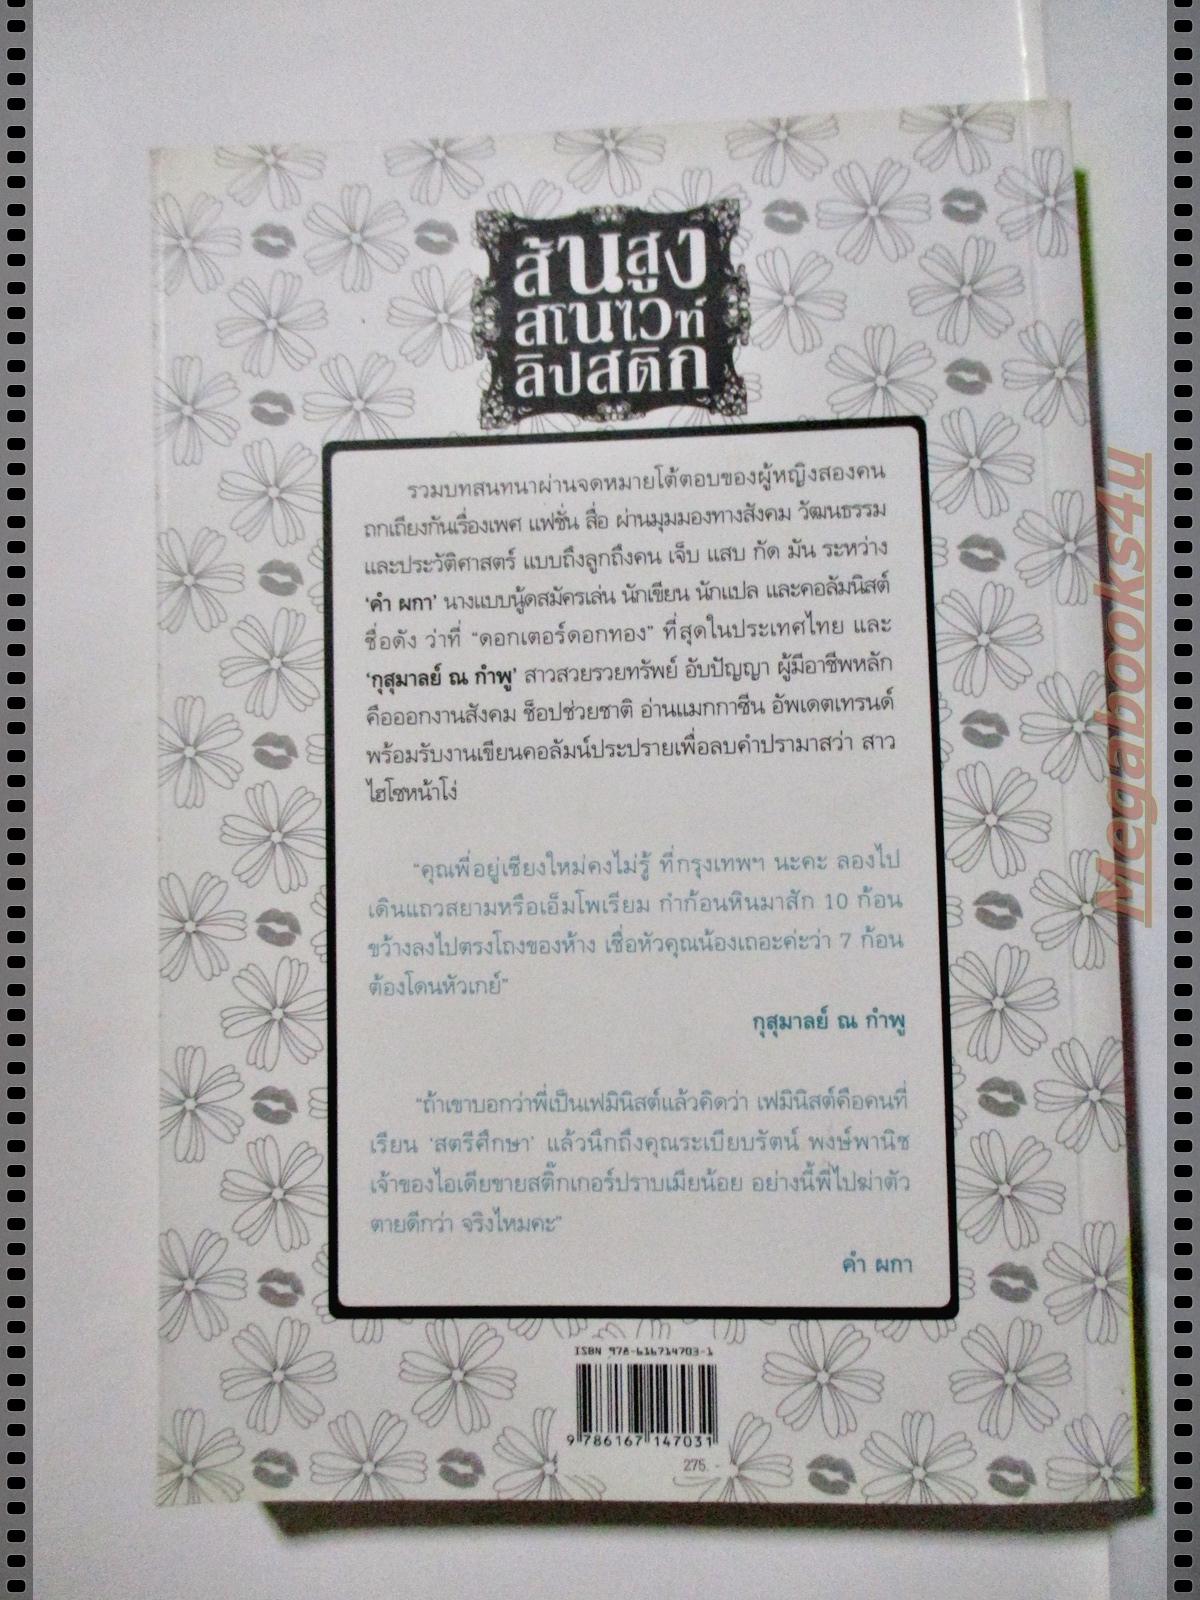 ส้นสูง
สโนไวท์
ลิปสติก
รวมบทสนทนาผ่านจดหมายโต้ตอบของผู้หญิงสองคน
ถกเถียงกันเรื่องเพศ แฟชั่น สื่อ ผ่านมุมมองทางสังคม วัฒนธรรม
และประวัติศาสตร์ แบบถึงลูกถึงคน เจ็บ แสบ กัด มัน ระหว่าง
‘คำ ผกา’ นางแบบนู้ดสมัครเล่น นักเขียน นักแปล และคอลัมนิสต์
ชื่อดัง ว่าที่ “ดอกเตอร์ดอกทอง” ที่สุดในประเทศไทย และ
‘กุสุมาลย์ ณ กำพู’ สาวสวยรวยทรัพย์ อับปัญญา ผู้มีอาชีพหลัก
คือออกงานสังคม ช็อปช่วยชาติ อ่านแมกกาซีน อัพเดตเทรนด์
พร้อมรับงานเขียนคอลัมน์ประปรายเพื่อลบคำปรามาสว่า สาว
ไฮโซหน้าโง่
“คุณพี่อยู่เชียงใหม่คงไม่รู้ ที่กรุงเทพฯ นะคะ ลองไป
เดินแถวสยามหรือเอ็มโพเรียม กำก้อนหินมาสัก 10 ก้อน
ขว้างลงไปตรงโถงของห้าง เชื่อหัวคุณน้องเถอะค่ะว่า 7 ก้อน
ต้องโดนหัวเกย์”
กุสุมาลย์ ณ กำพู
“ถ้าเขาบอกว่าพี่เป็นเฟมินิสต์แล้วคิดว่า เฟมินิสต์คือคนที่
เรียน ‘สตรีศึกษา’ แล้วนึกถึงคุณระเบียบรัตน์ พงษ์พานิช
เจ้าของไอเดียขายสติ๊กเกอร์ปราบเมียน้อย อย่างนี้พี่ไปฆ่าตัว
ตายดีกว่า จริงไหมคะ”
คำ ผกา
ISBN 978-616714703-1
9 786167 147031
275.-
Megabooks4u